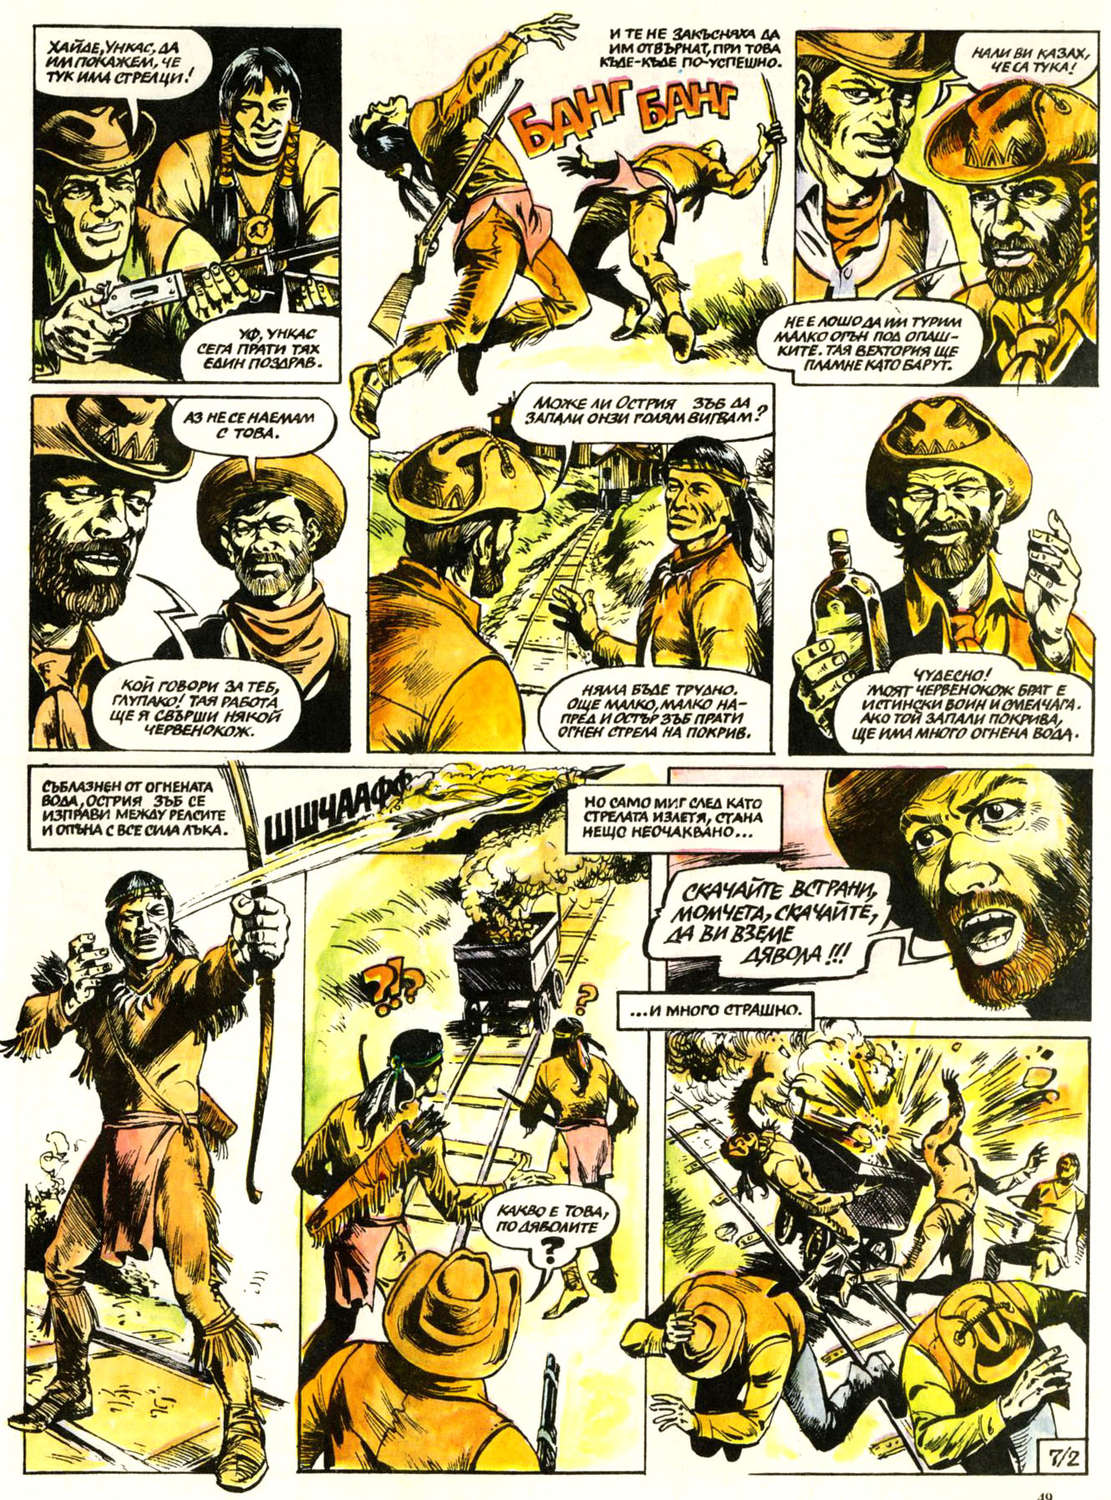 ХАЙДЕ, УНКАС, ДА
ИМ ПОКАЖЕМ, ЧЕ
ТУК ИМА СТРЕЛЦИ!
УФ, УНКАС
СЕГА ПРАТИ ТЯХ
ЕДИН ПОЗДРАВ.
И ТЕ НЕ ЗАКЪСНЯХА ДА
ИМ ОТВЪРНАТ, ПРИ ТОВА
КЪДЕ-КЪДЕ ПО-УСПЕШНО.
БАНГ БАНГ
НАЛИ ВИ КАЗАХ,
ЧЕ СА ТУКА!
НЕ Е ЛОШО ДА ИМ ТУРИМ
МАЛКО ОГЪН ПОД ОПАШ-
КИТЕ. ТАЯ ВЕХТОРИЯ ЩЕ
ПЛАМНЕ КАТО БАРУТ.
АЗ НЕ СЕ НАЕМАМ
С ТОВА.
КОЙ ГОВОРИ ЗА ТЕБ,
ГЛУПАКО! ТАЯ РАБОТА
ЩЕ Я СВЪРШИ НЯКОЙ
ЧЕРВЕНОКОЖ.
МОЖЕ ЛИ ОСТРИЯ ЗЪБ ДА
ЗАПАЛИ ОНЗИ ГОЛЯМ ВИГВАМ?
НЯМА БЪДЕ ТРУДНО.
ОЩЕ МАЛКО, МАЛКО НА-
ПРЕД И ОСТЪР ЗЪБ ПРАТИ
ОГНЕН СТРЕЛА НА ПОКРИВ.
ЧУДЕСНО!
МОЯТ ЧЕРВЕНОКОЖ БРАТ Е
ИСТИНСКИ ВОИН И СМЕЛЧАГА.
АКО ТОЙ ЗАПАЛИ ПОКРИВА,
ЩЕ ИМА МНОГО ОГНЕНА ВОДА.
СЪБЛАЗНЕН ОТ ОГНЕНАТА
ВОДА, ОСТРИЯ ЗЪБ СЕ
ИЗПРАВИ МЕЖДУ РЕЛСИТЕ
И ОПЪНА С ВСЕ СИЛА ЛЪКА.
ШШЧААФФ
НО САМО МИГ СЛЕД КАТО
СТРЕЛАТА ИЗЛЕТЯ, СТАНА
НЕЩО НЕОЧАКВАНО...
?!?
?
КАКВО Е ТОВА,
ПО ДЯВОЛИТЕ
?
СКАЧАЙТЕ ВСТРАНИ,
МОМЧЕТА, СКАЧАЙТЕ,
ДА ВИ ВЗЕМЕ
ДЯВОЛА!!!
...И МНОГО СТРАШНО.
7/2
49